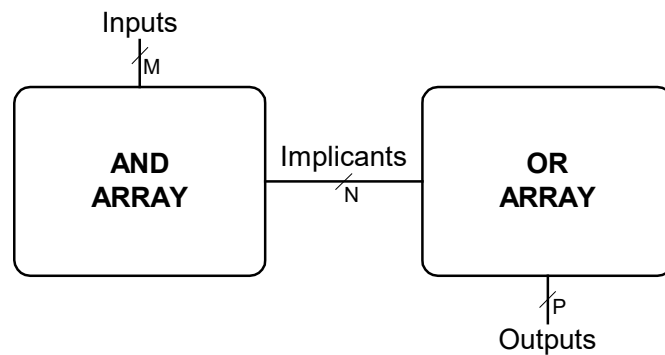 Inputs
M
AND
ARRAY
Implicants
N
OR
ARRAY
P
Outputs